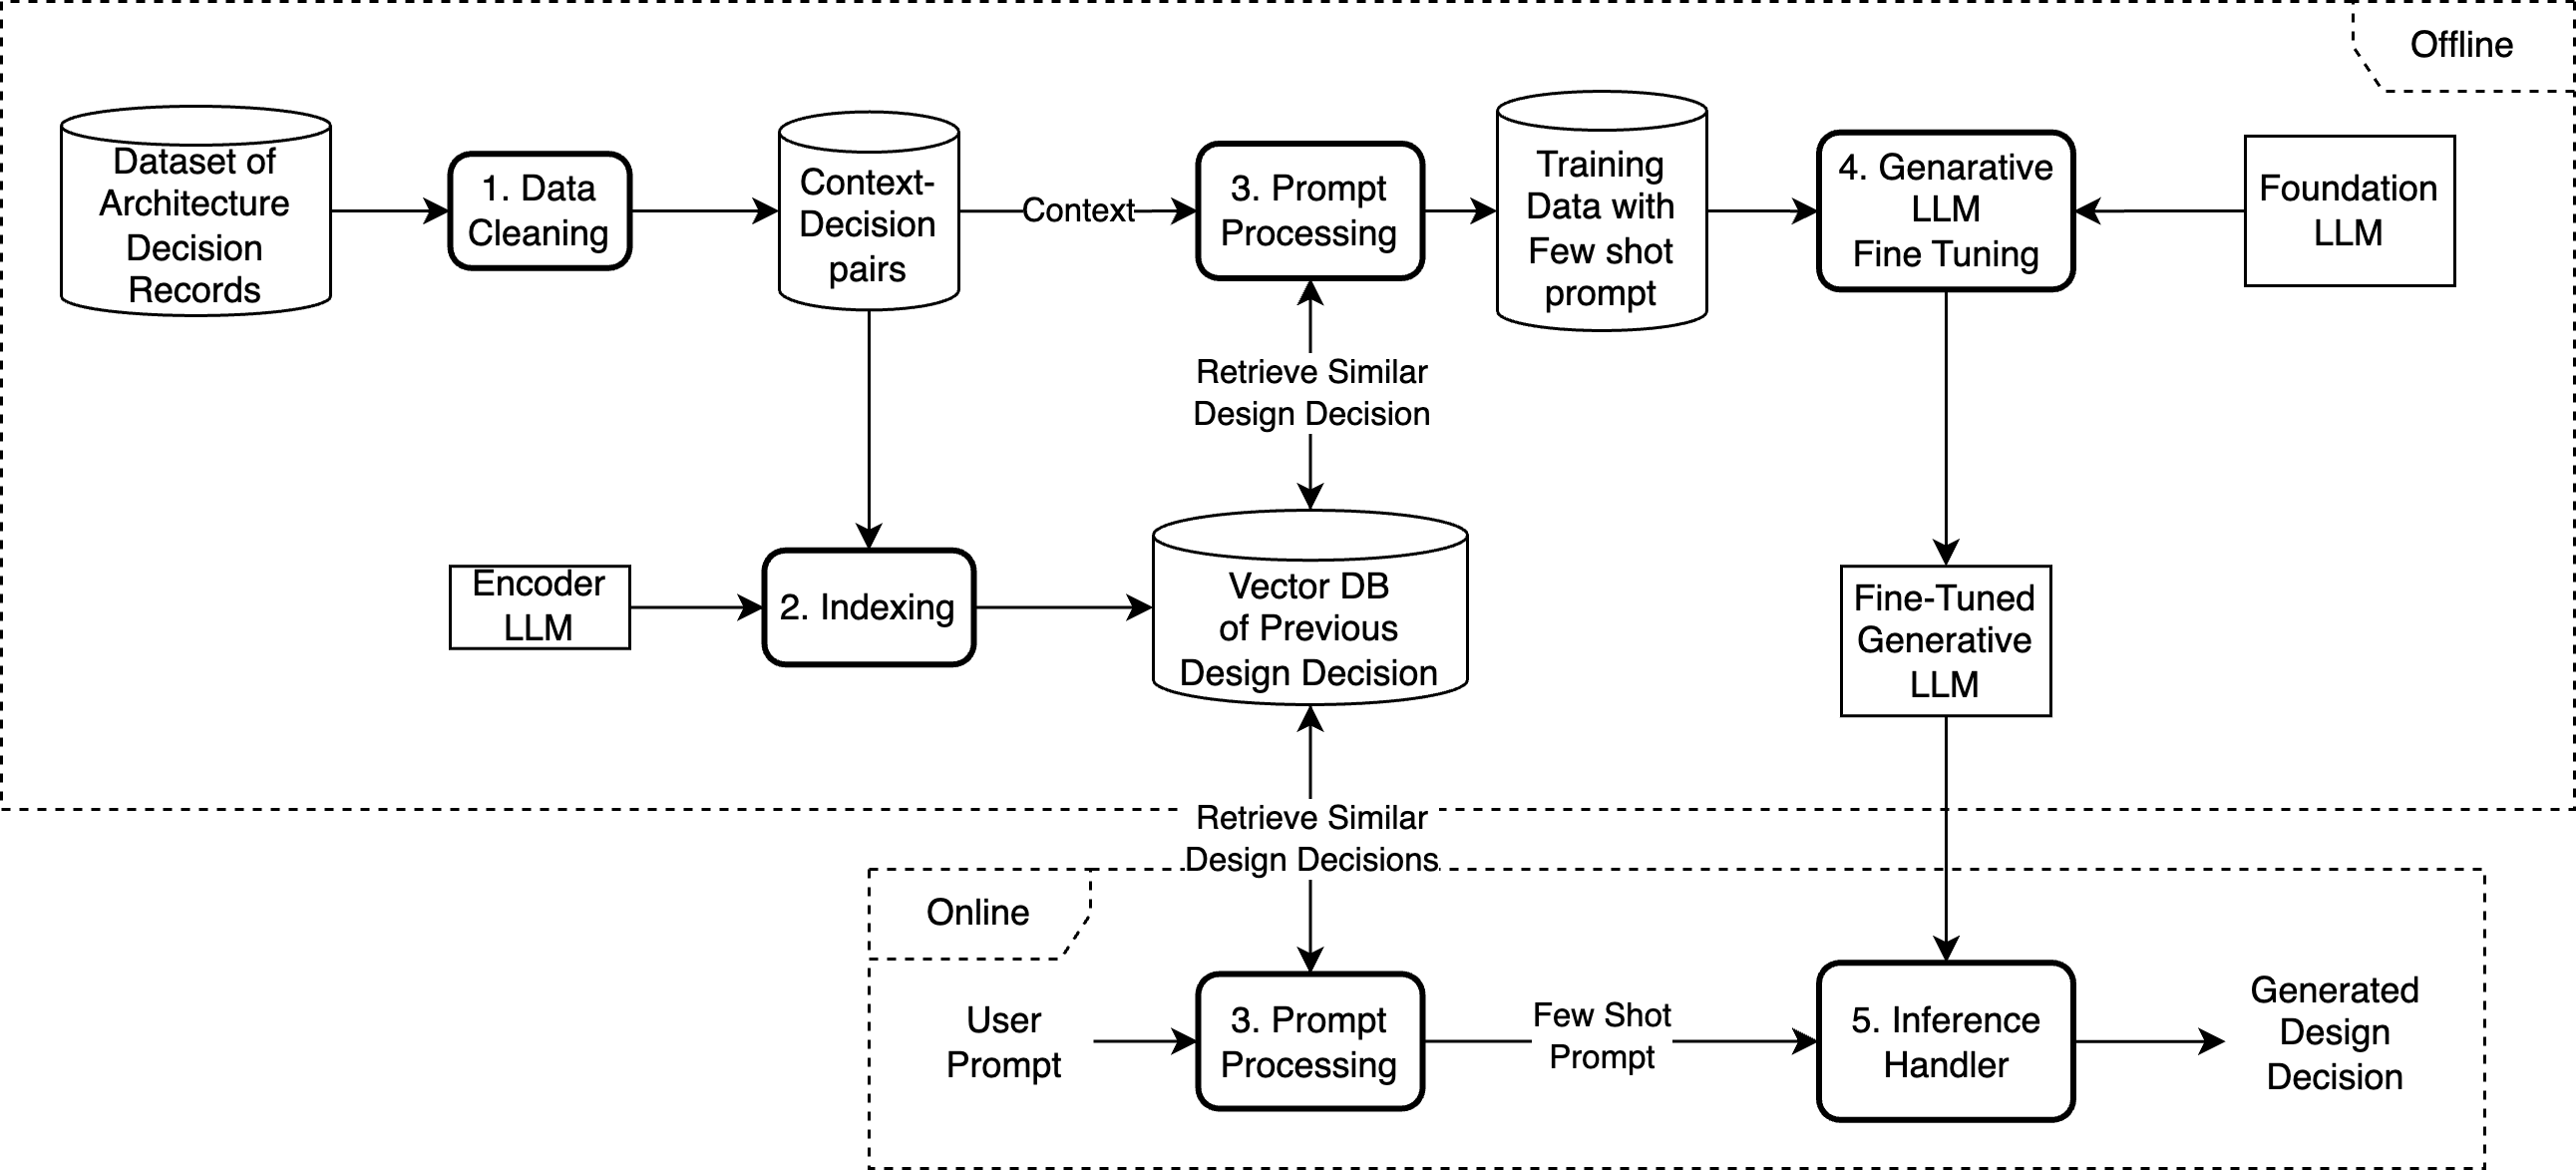 Offline
Dataset of
Architecture
Decision
Records
1. Data
Cleaning
Context-
Decision
pairs
Context
3. Prompt
Processing
Training
Data with
Few shot
prompt
4. Genarative
LLM
Fine Tuning
Foundation
LLM
Retrieve Similar
Design Decision
Encoder
LLM
2. Indexing
Vector DB
of Previous
Design Decision
Fine-Tuned
Generative
LLM
Retrieve Similar
Design Decisions
Online
User
Prompt
3. Prompt
Processing
Few Shot
Prompt
5. Inference
Handler
Generated
Design
Decision